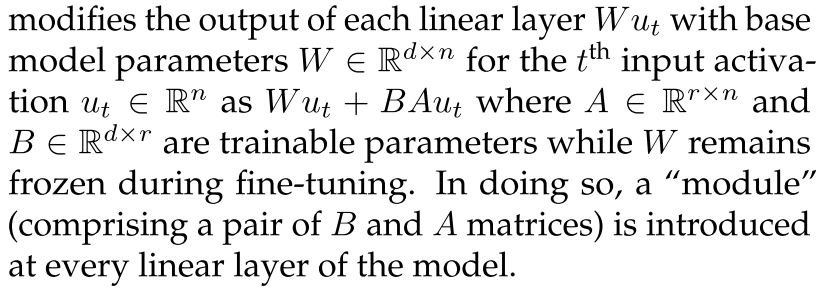 modifies the output of each linear layer $Wu_t$ with base
model parameters $W \in \mathbb{R}^{d \times n}$ for the $t^{\text{th}}$ input activa-
tion $u_t \in \mathbb{R}^n$ as $Wu_t + BAu_t$ where $A \in \mathbb{R}^{r \times n}$ and
$B \in \mathbb{R}^{d \times r}$ are trainable parameters while $W$ remains
frozen during fine-tuning. In doing so, a “module”
(comprising a pair of $B$ and $A$ matrices) is introduced
at every linear layer of the model.